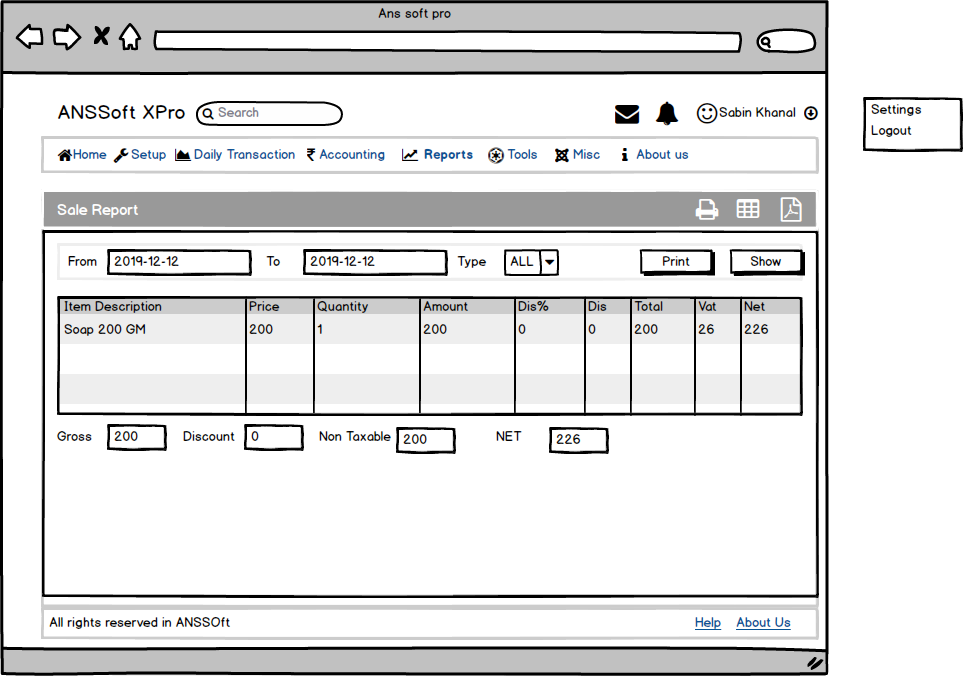 Ans soft pro
ANSSoft XPro Search Sabin Khanal
Settings
Logout
Home Setup Daily Transaction ₹ Accounting Reports Tools Misc About us
Sale Report
From 2019-12-12 To 2019-12-12 Type ALL Print Show
Item Description Price Quantity Amount Dis% Dis Total Vat Net
Soap 200 GM 200 1 200 0 0 200 26 226
Gross 200 Discount 0 Non Taxable 200 NET 226
All rights reserved in ANSSOft Help About Us